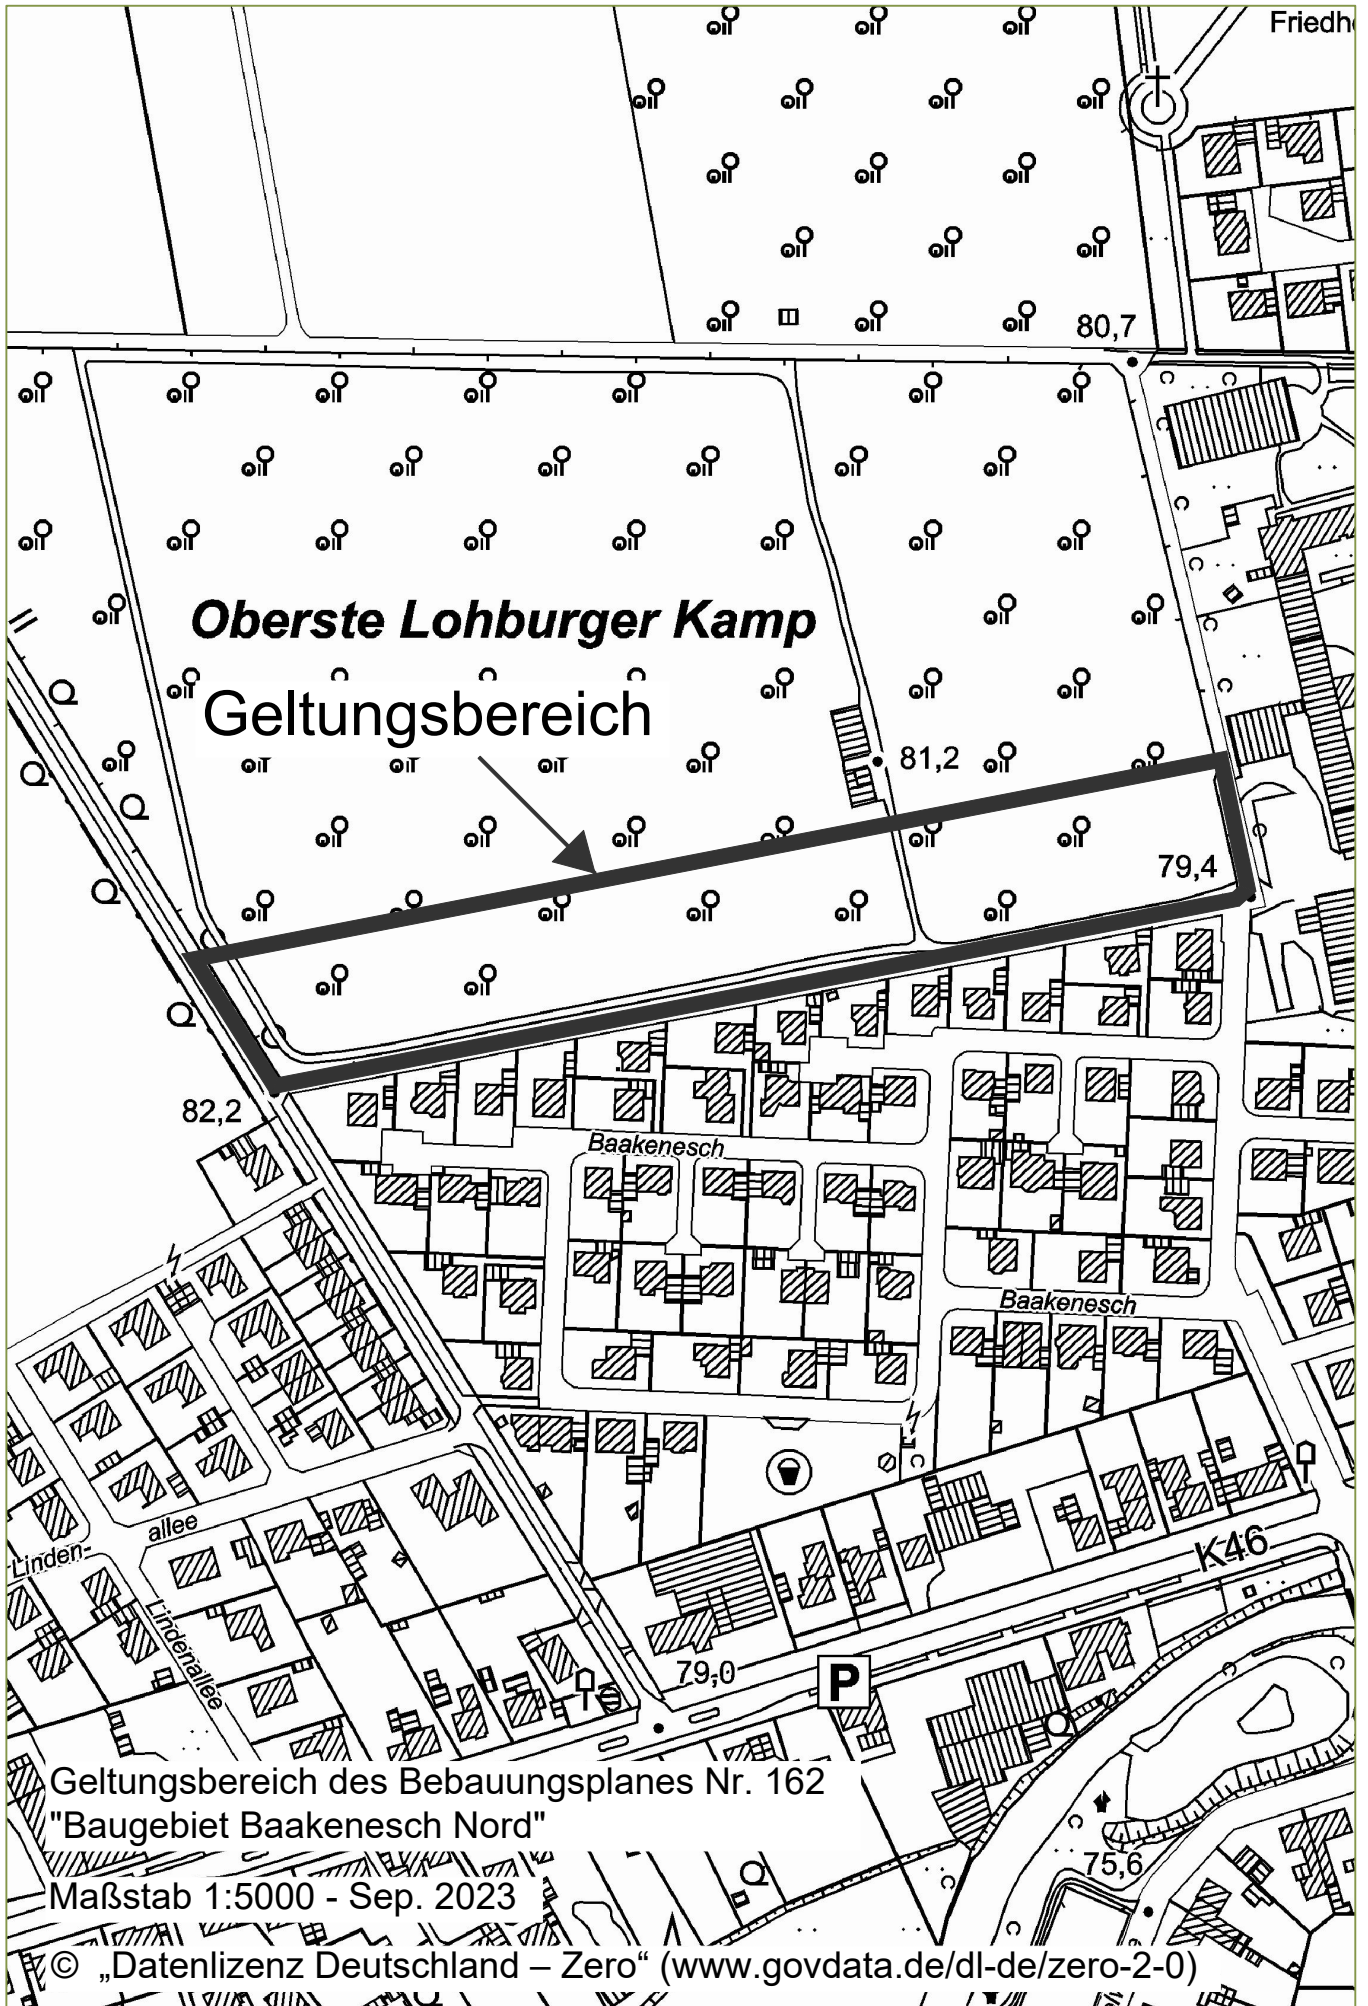 Friedh
80,7
Oberste Lohburger Kamp
Geltungsbereich
81,2
79,4
82,2
Baakenesch
Baakenesch
Linden-
allee
Lindenallee
K46
79,0
P
Geltungsbereich des Bebauungsplanes Nr. 162
"Baugebiet Baakenesch Nord"
75,6
Maßstab 1:5000 - Sep. 2023
© „Datenlizenz Deutschland – Zero“ (www.govdata.de/dl-de/zero-2-0)